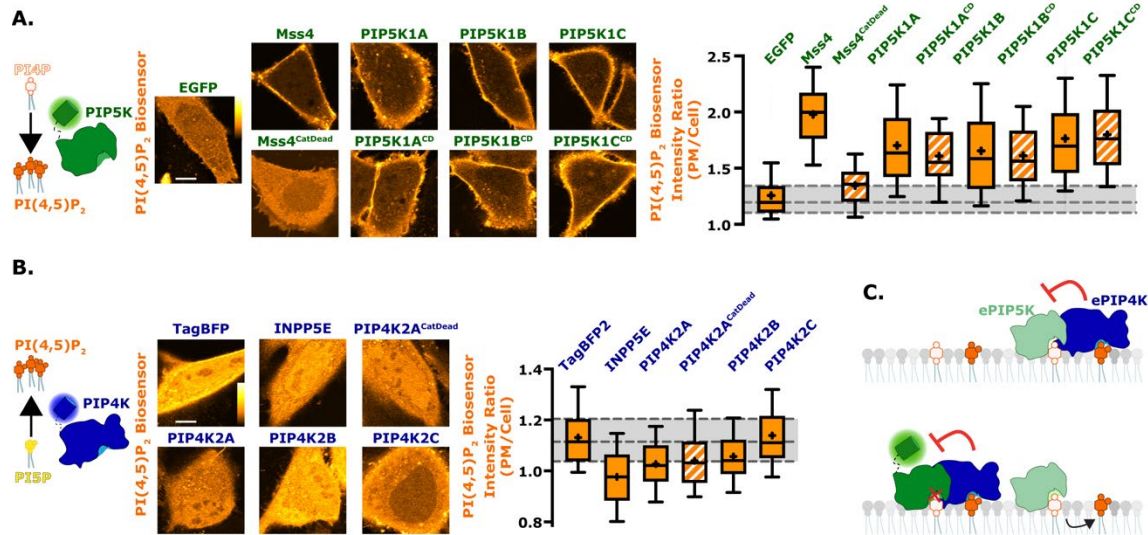 A.
PI4P
PIP5K
PI(4,5)P₂
PI(4,5)P₂ Biosensor
EGFP
Mss4
PIP5K1A
PIP5K1B
PIP5K1C
Mss4CatDead
PIP5K1ACD
PIP5K1BCD
PIP5K1CCD
PI(4,5)P₂ Biosensor
Intensity Ratio
(PM/Cell)
2.5
2.0
1.5
1.0
EGFP
Mss4
Mss4CatDead
PIP5K1A
PIP5K1ACD
PIP5K1B
PIP5K1BCD
PIP5K1C
PIP5K1CCD
B.
PI(4,5)P₂
PIP4K
PI5P
PI(4,5)P₂ Biosensor
TagBFP
INPP5E
PIP4K2ACatDead
PIP4K2A
PIP4K2B
PIP4K2C
PI(4,5)P₂ Biosensor
Intensity Ratio
(PM/Cell)
1.4
1.2
1.0
0.8
TagBFP2
INPP5E
PIP4K2A
PIP4K2ACatDead
PIP4K2B
PIP4K2C
C.
ePIP5K
ePIP4K